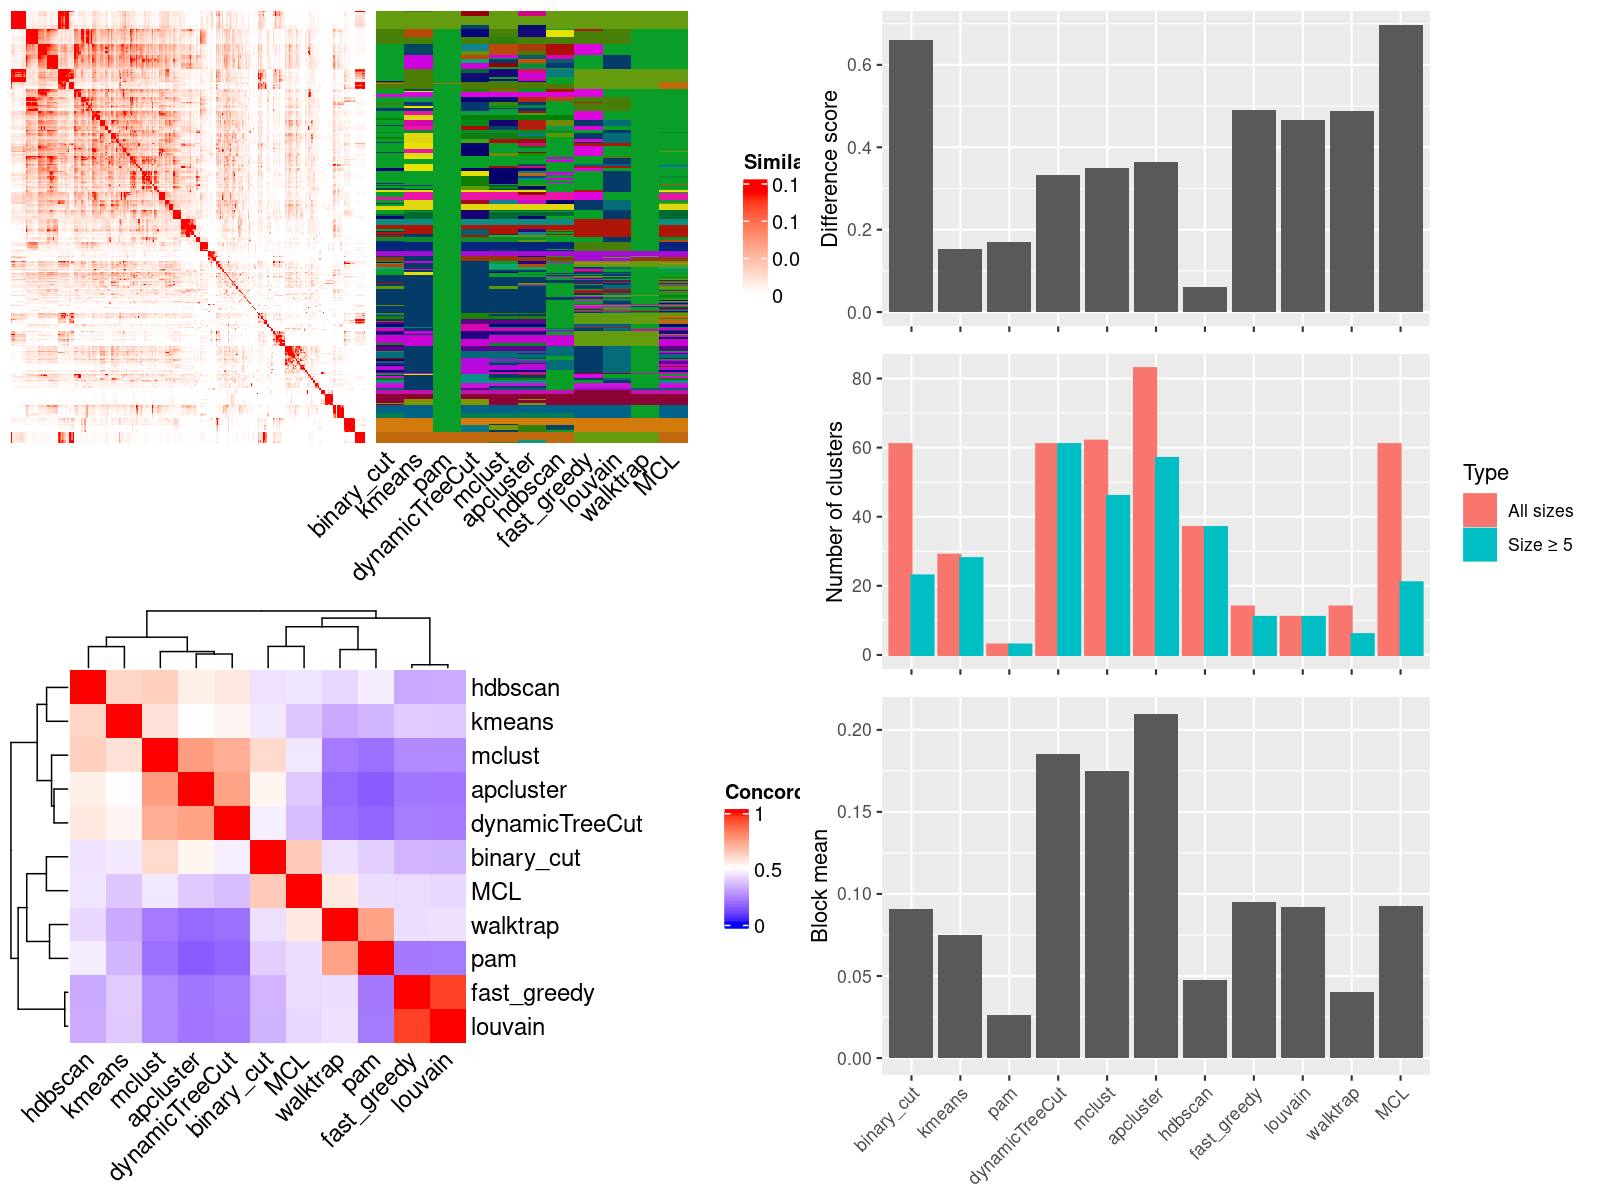 Simila
0.1
0.1
0.0
0
binary_cut
kmeans
pam
dynamicTreeCut
mclust
apcluster
hdbscan
fast_greedy
louvain
walktrap
MCL
hdbscan
kmeans
mclust
apcluster
dynamicTreeCut
binary_cut
MCL
walktrap
pam
fast_greedy
louvain
hdbscan
kmeans
mclust
apcluster
dynamicTreeCut
binary_cut
MCL
walktrap
pam
fast_greedy
louvain
Concord
1
0.5
0
Difference score
0.6
0.4
0.2
0.0
Number of clusters
80
60
40
20
0
Type
All sizes
Size ≥ 5
Block mean
0.20
0.15
0.10
0.05
0.00
binary_cut
kmeans
pam
dynamicTreeCut
mclust
apcluster
hdbscan
fast_greedy
louvain
walktrap
MCL